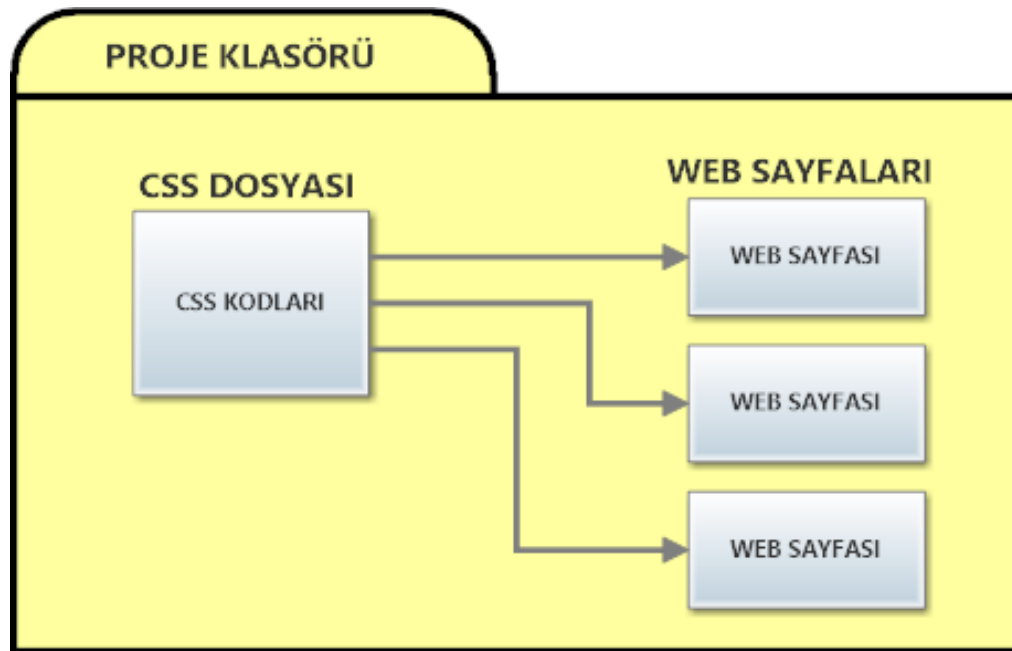 PROJE KLASÖRÜ
CSS DOSYASI
CSS KODLARI
WEB SAYFALARI
WEB SAYFASI
WEB SAYFASI
WEB SAYFASI